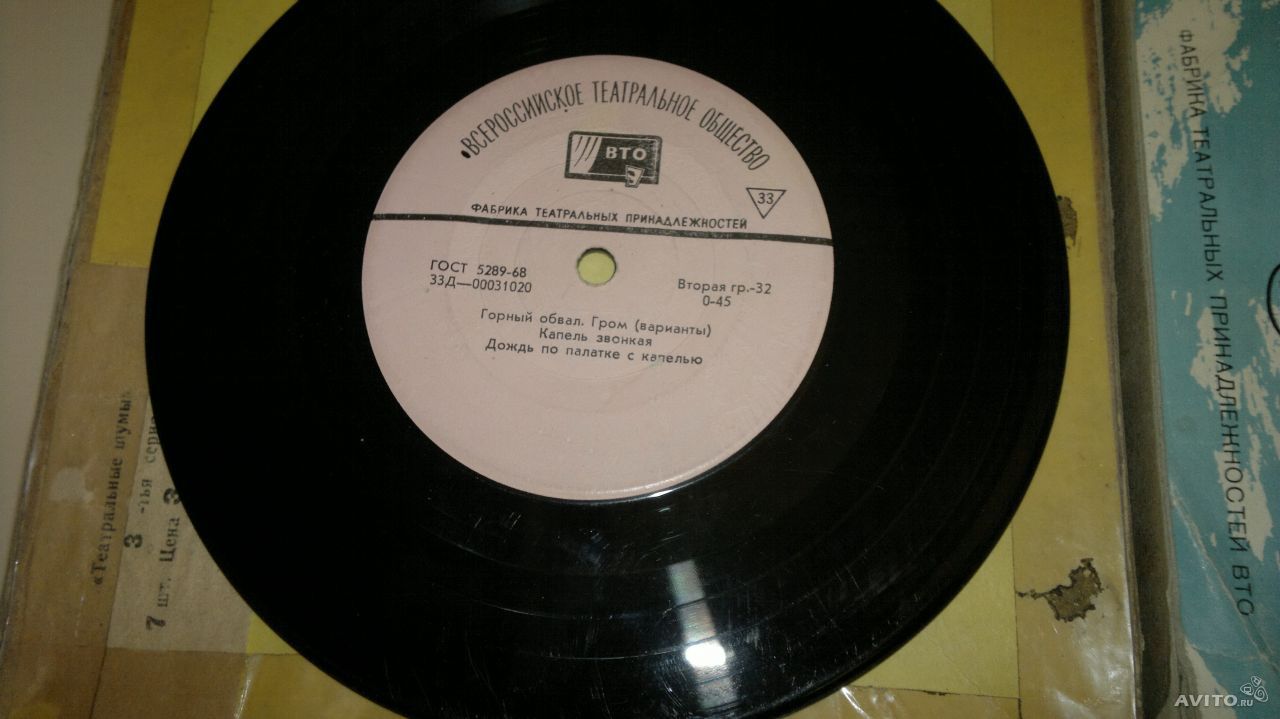 ВСЕРОССИЙСКОЕ ТЕАТРАЛЬНОЕ ОБЩЕСТВО
ВТО
33
ФАБРИКА ТЕАТРАЛЬНЫХ ПРИНАДЛЕЖНОСТЕЙ
ГОСТ 5289-68
33Д—00031020
Вторая гр.-32
0-45
Горный обвал. Гром (варианты)
Капель звонкая
Дождь по палатке с капелью
«Театральные шумы
3 -тья серия
7 шт. Цена 3
ФАБРИКА ТЕАТРАЛЬНЫХ ПРИНАДЛЕЖНОСТЕЙ ВТО
AVITO.RU